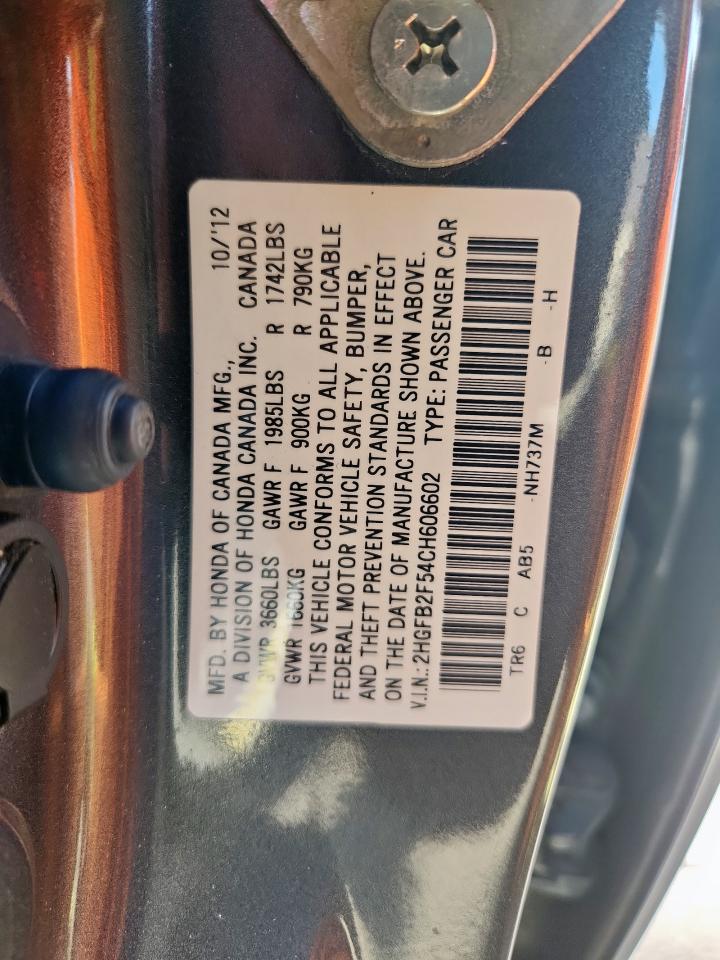 MFD. BY HONDA OF CANADA MFG., 10/'12
A DIVISION OF HONDA CANADA INC. CANADA
GVWR 3660LBS GAWR F 1985LBS R 1742LBS
GVWR 1660KG GAWR F 900KG R 790KG
THIS VEHICLE CONFORMS TO ALL APPLICABLE
FEDERAL MOTOR VEHICLE SAFETY, BUMPER,
AND THEFT PREVENTION STANDARDS IN EFFECT
ON THE DATE OF MANUFACTURE SHOWN ABOVE.
V.I.N.: 2HGFB2F54CH606602 TYPE: PASSENGER CAR
TR6 C AB5 -NH737M -B -H